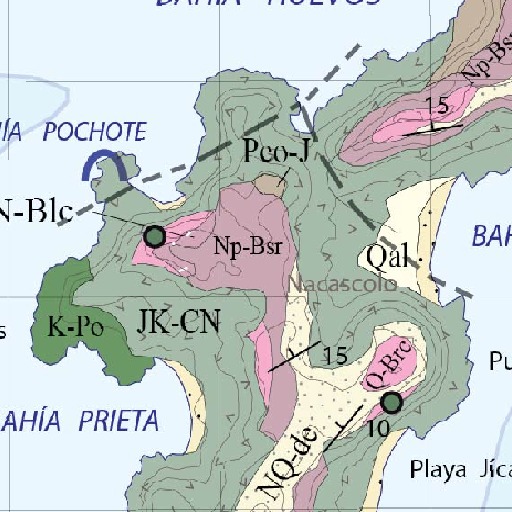 BAHÍA HUEVOS
Np-Bsr
15
ÍA POCHOTE
Pco-J
N-Blc
Np-Bsr
Qal
BAH
Nacascolo
K-Po
JK-CN
s
15
Q-Brc
Pu
AHÍA PRIETA
10
NQ-de
Playa Jíca